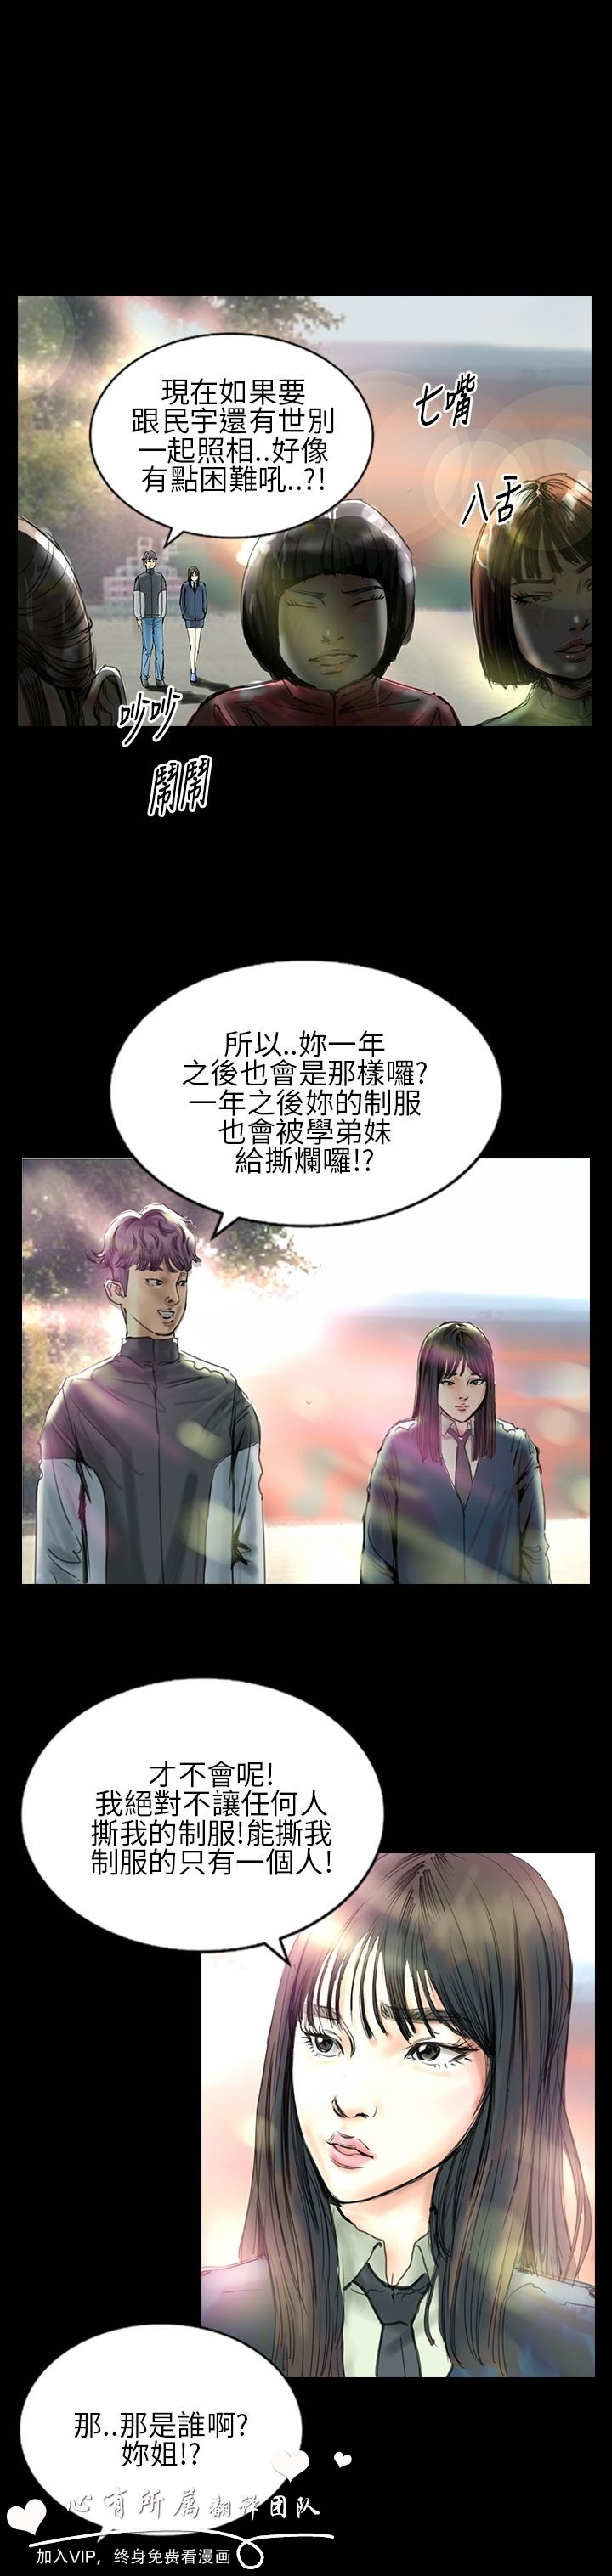 現在如果要
跟民宇還有世別
一起照相..好像
有點困難吼..?!
七嘴
八舌
吵吵
鬧鬧
所以..妳一年
之後也會是那樣囉?
一年之後妳的制服
也會被學弟妹
給撕爛囉!?
才不會呢!
我絕對不讓任何人
撕我的制服!能撕我
制服的只有一個人!
那..那是誰啊?
妳姐!?
心有所属翻译团队
加入VIP，终身免费看漫画